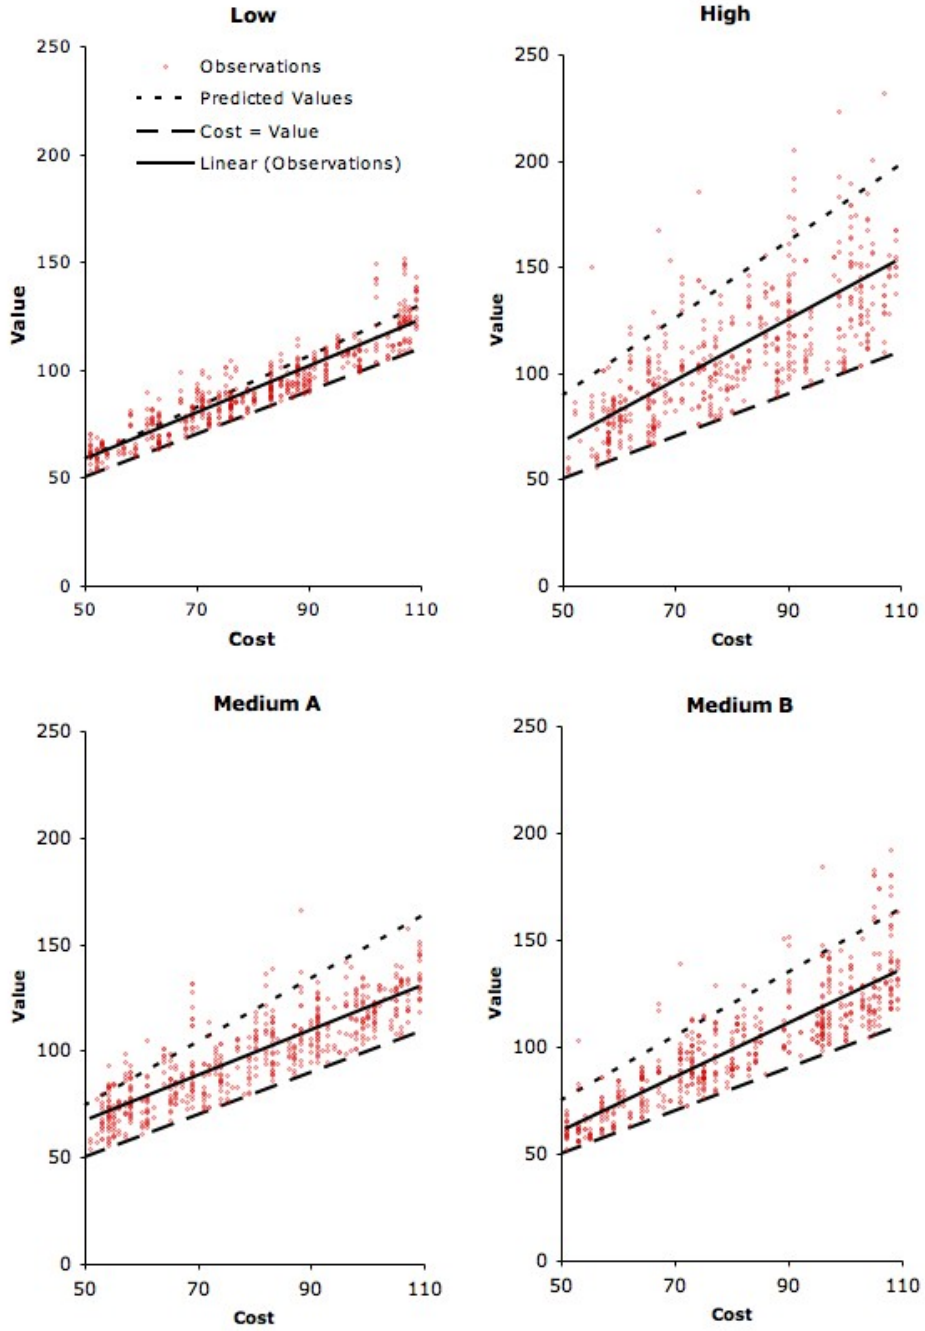 Low
250
200
150
100
50
0
Value
Observations
Predicted Values
Cost = Value
Linear (Observations)
50 70 90 110
Cost
High
250
200
150
100
50
0
Value
50 70 90 110
Cost
Medium A
250
200
150
100
50
0
Value
50 70 90 110
Cost
Medium B
250
200
150
100
50
0
Value
50 70 90 110
Cost